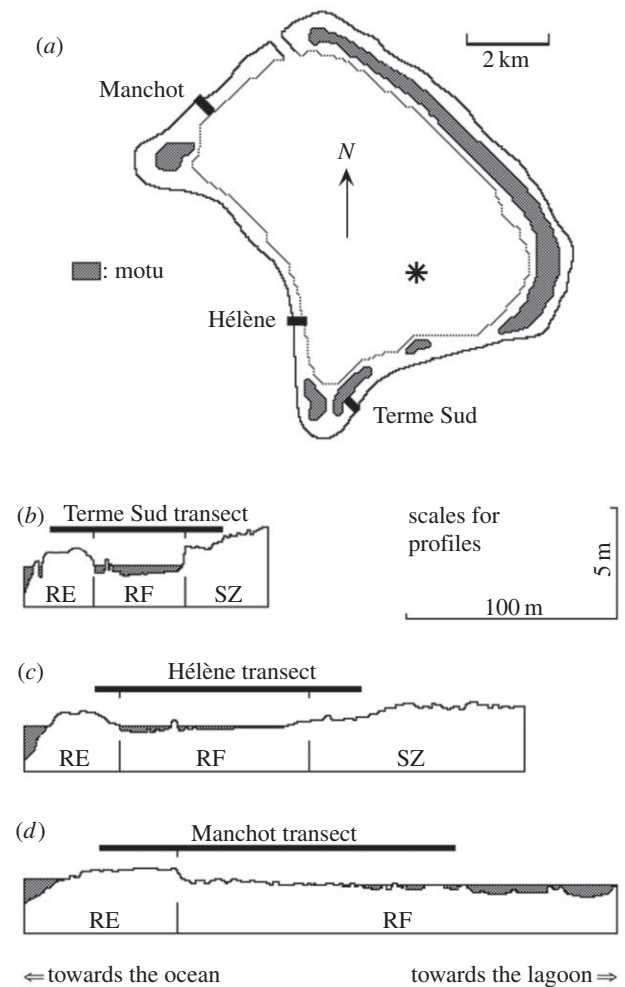 (a)
2 km
Manchot
N
: motu
Hélène
Terme Sud
(b)
Terme Sud transect
RE
RF
SZ
scales for
profiles
5 m
100 m
(c)
Hélène transect
RE
RF
SZ
(d)
Manchot transect
RE
RF
⇐ towards the ocean
towards the lagoon ⇒